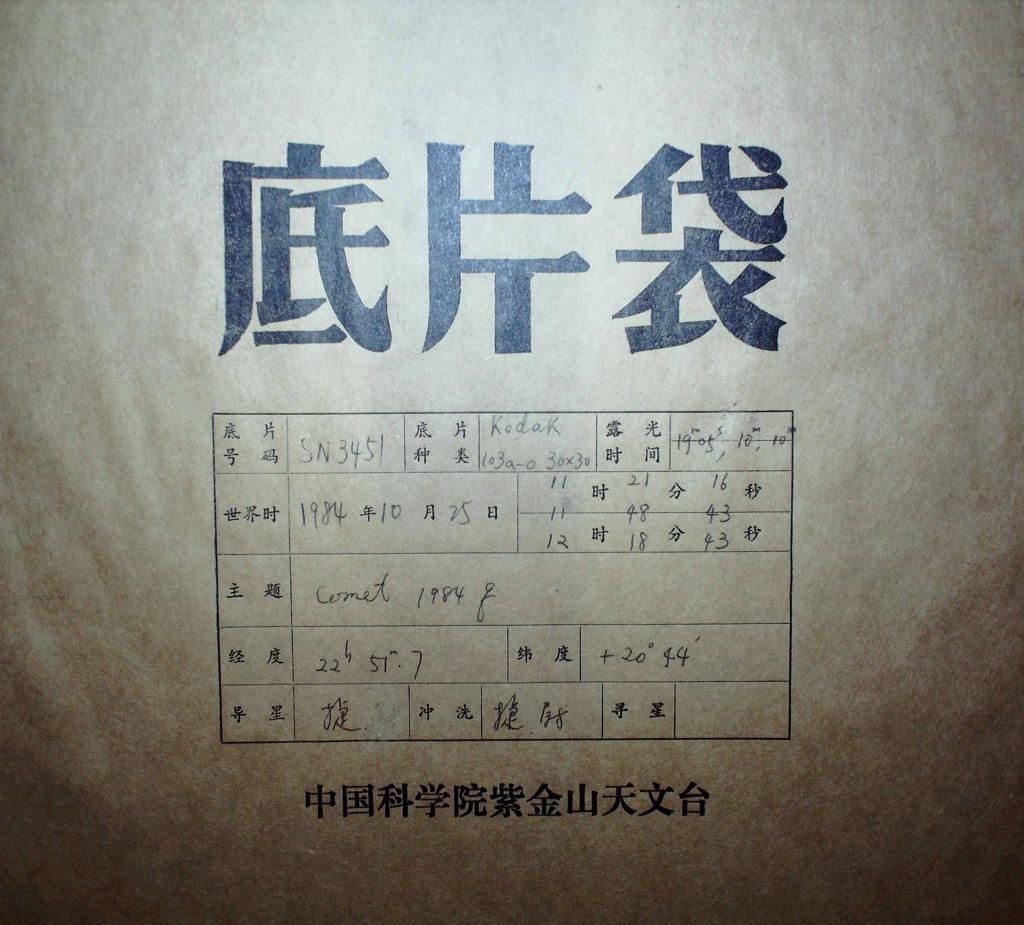 底片袋
底片号码 SN3451 底片种类 Kodak 103a-o 30×30 露光时间 19ᵐ05ˢ, 10ᵐ, 10ᵐ
世界时 1984 年 10 月 25 日
11 时 21 分 16 秒
11 48 43
12 时 18 分 43 秒
主题 Comet 1984
经度 22ʰ 51ᵐ.7 纬度 +20° 44′
导星 捷 冲洗 捷 寻星
中国科学院紫金山天文台